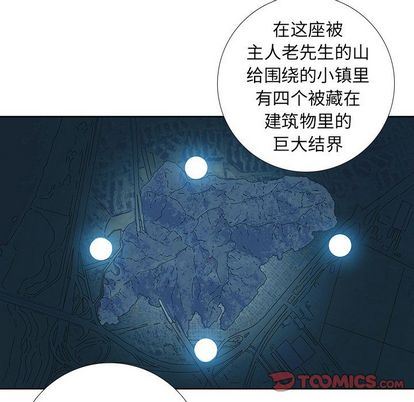 在这座被
主人老先生的山
给围绕的小镇里
有四个被藏在
建筑物里的
巨大结界
TOOMICS.COM